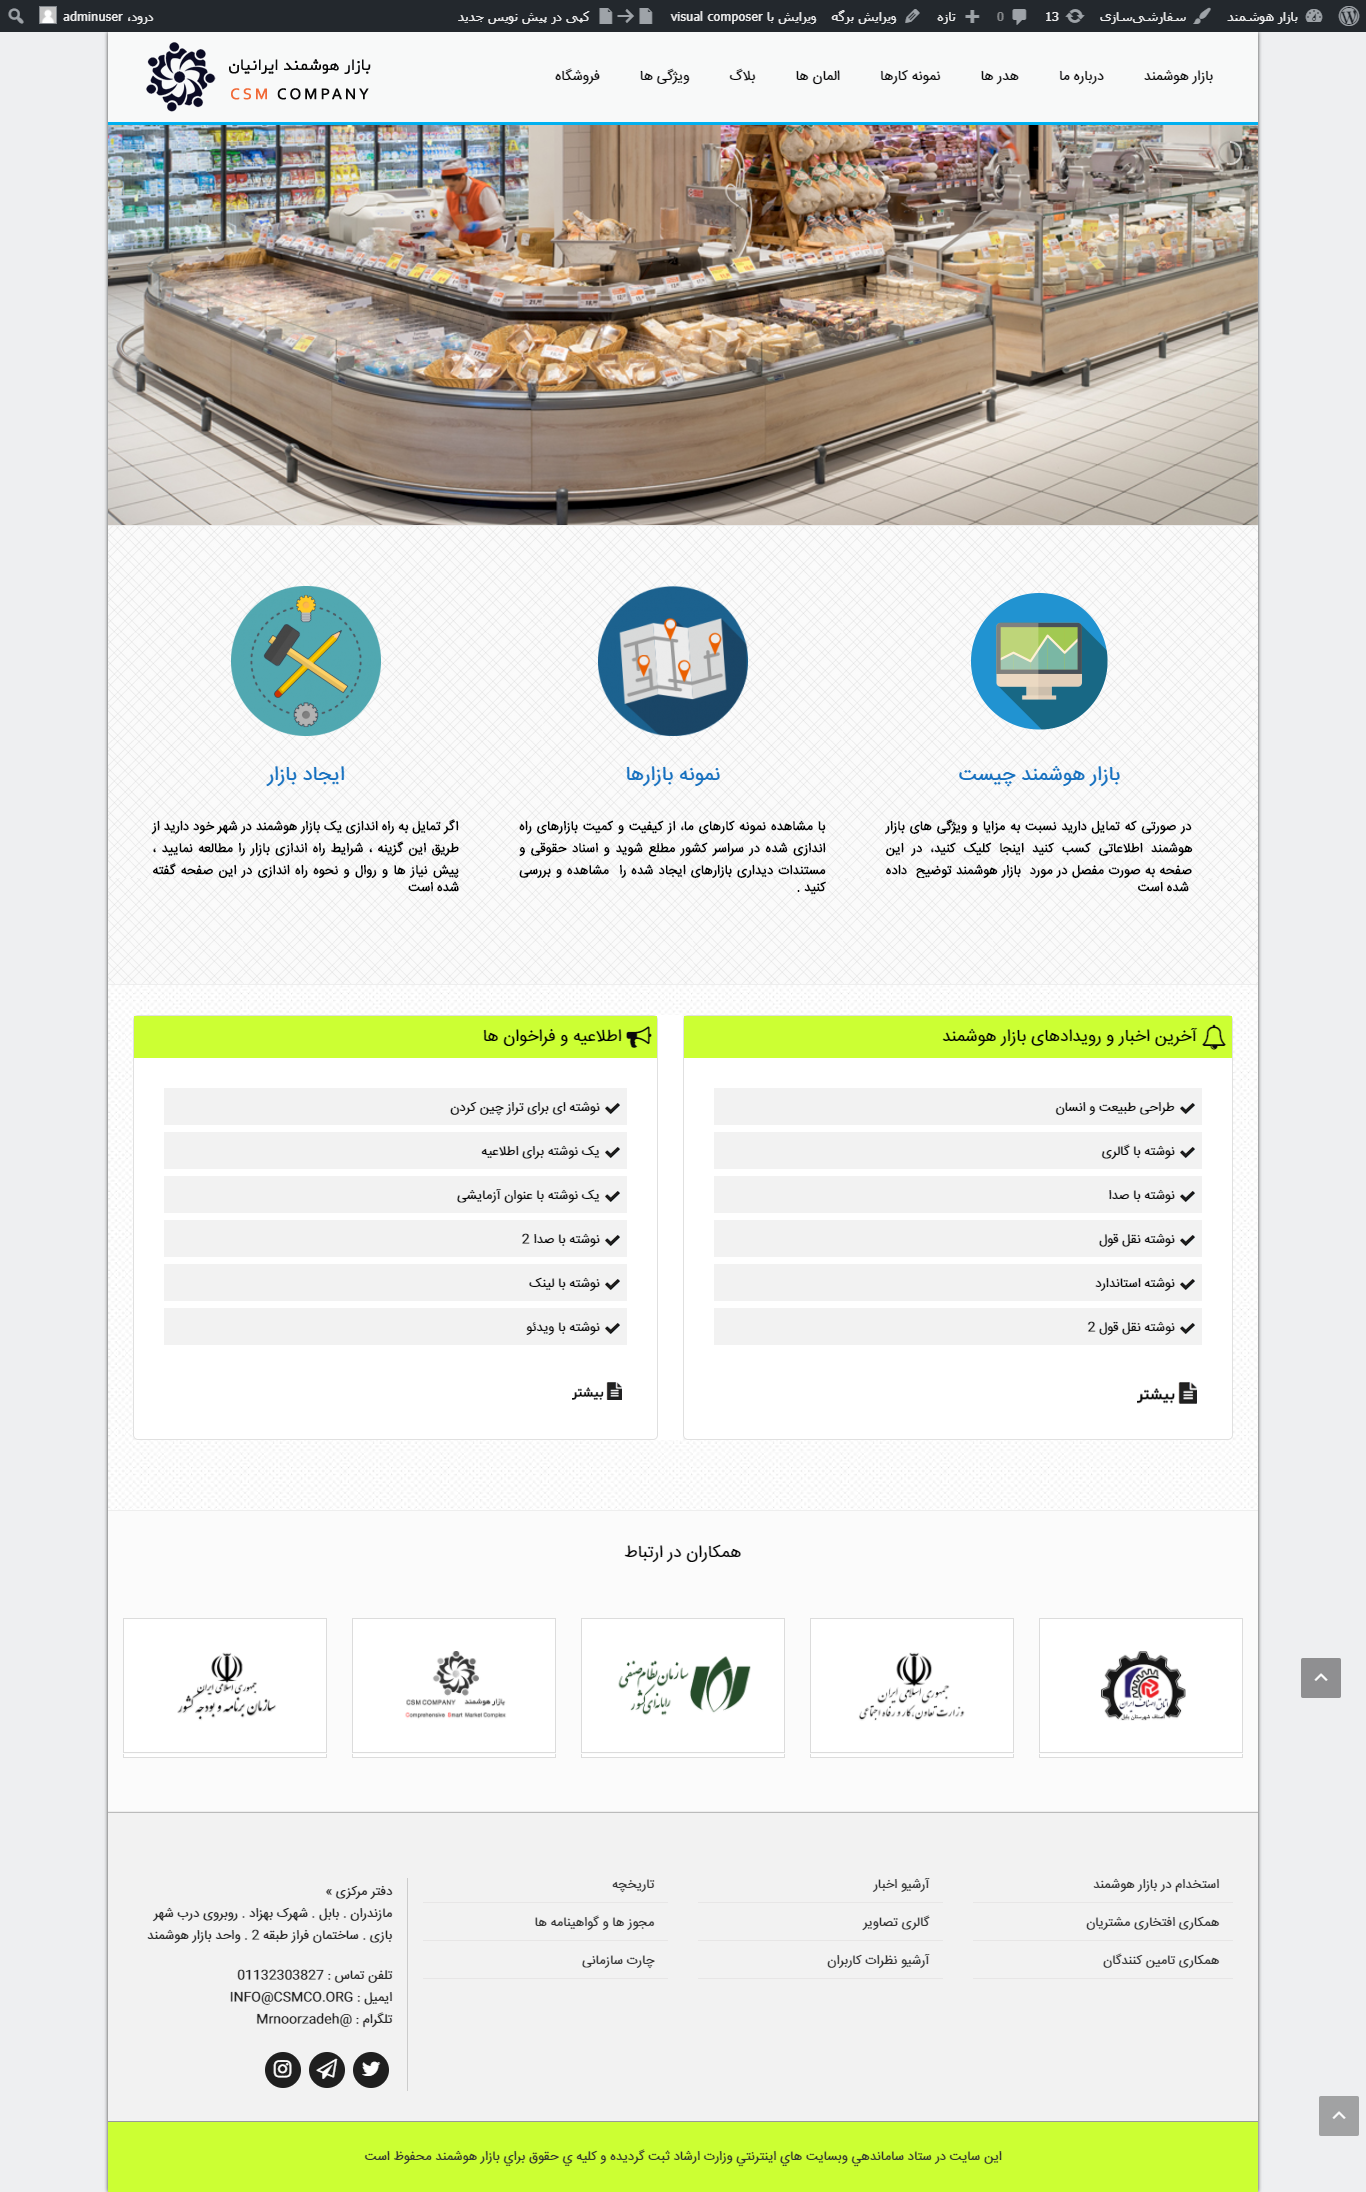 بازار هوشمند
سفارشی‌سازی
13
0
تازه
ویرایش برگه
ویرایش با visual composer
کپی در پیش نویس جدید
درود، adminuser
بازار هوشمند
درباره ما
هدر ها
نمونه کارها
المان ها
بلاگ
ویژگی ها
فروشگاه
بازار هوشمند ایرانیان
CSM COMPANY
بازار هوشمند چیست
در صورتی که تمایل دارید نسبت به مزایا و ویژگی های بازار
هوشمند اطلاعاتی کسب کنید اینجا کلیک کنید، در این
صفحه به صورت مفصل در مورد بازار هوشمند توضیح داده
شده است
نمونه بازارها
با مشاهده نمونه کارهای ما، از کیفیت و کمیت بازارهای راه
اندازی شده در سراسر کشور مطلع شوید و اسناد حقوقی و
مستندات دیداری بازارهای ایجاد شده را مشاهده و بررسی
کنید .
ایجاد بازار
اگر تمایل به راه اندازی یک بازار هوشمند در شهر خود دارید از
طریق این گزینه ، شرایط راه اندازی بازار را مطالعه نمایید ،
پیش نیاز ها و روال و نحوه راه اندازی در این صفحه گفته
شده است
آخرین اخبار و رویدادهای بازار هوشمند
طراحی طبیعت و انسان
نوشته با گالری
نوشته با صدا
نوشته نقل قول
نوشته استاندارد
نوشته نقل قول 2
بیشتر
اطلاعیه و فراخوان ها
نوشته ای برای تراز چین کردن
یک نوشته برای اطلاعیه
یک نوشته با عنوان آزمایشی
نوشته با صدا 2
نوشته با لینک
نوشته با ویدئو
بیشتر
همکاران در ارتباط
اتاق اصناف ایران
اصناف شهرستان بابل
جمهوری اسلامی ایران
وزارت تعاون، کار و رفاه اجتماعی
سازمان نظام صنفی
رایانه‌ای کشور
CSM COMPANY بازار هوشمند
Comprehensive Smart Market Complex
جمهوری اسلامی ایران
سازمان برنامه و بودجه کشور
استخدام در بازار هوشمند
همکاری افتخاری مشتریان
همکاری تامین کنندگان
آرشیو اخبار
گالری تصاویر
آرشیو نظرات کاربران
تاریخچه
مجوز ها و گواهینامه ها
چارت سازمانی
دفتر مرکزی »
مازندران . بابل . شهرک بهزاد . روبروی درب شهر
بازی . ساختمان فراز طبقه 2 . واحد بازار هوشمند
تلفن تماس : 01132303827
ایمیل : INFO@CSMCO.ORG
تلگرام : @Mrnoorzadeh
این سایت در ستاد ساماندهي وبسایت هاي اینترنتي وزارت ارشاد ثبت گردیده و کلیه ي حقوق براي بازار هوشمند محفوظ است